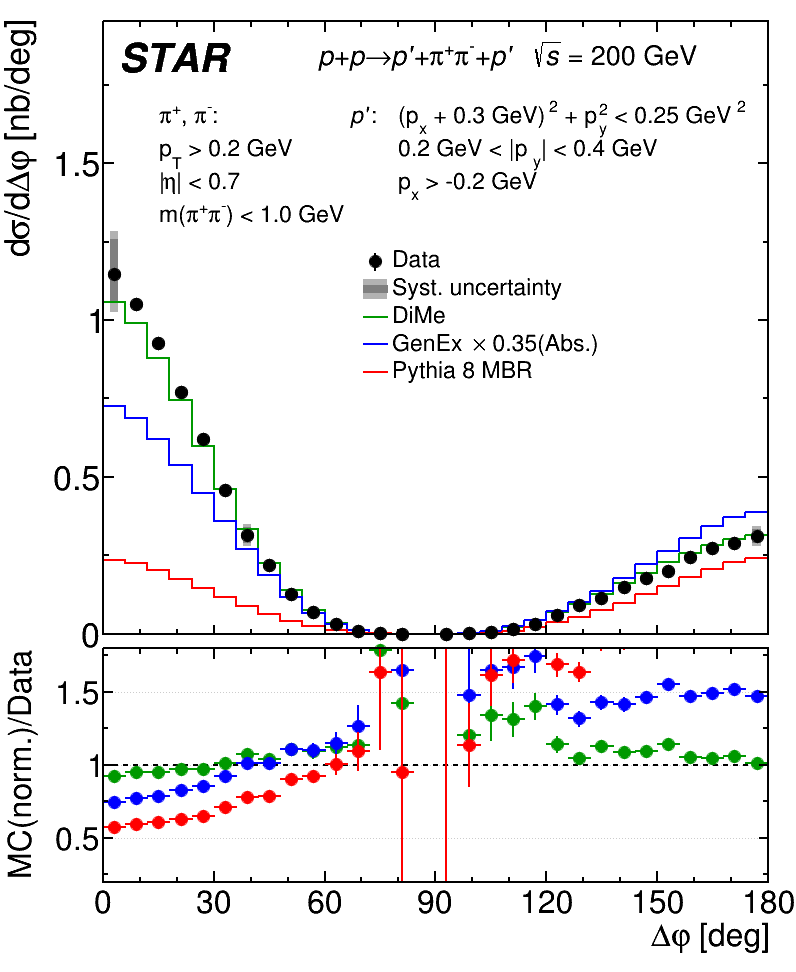 STAR p+p→p′+π⁺π⁻+p′ √s = 200 GeV
π⁺, π⁻: p′: (pₓ + 0.3 GeV)² + p_y² < 0.25 GeV²
p_T > 0.2 GeV 0.2 GeV < |p_y| < 0.4 GeV
|η| < 0.7 pₓ > -0.2 GeV
m(π⁺π⁻) < 1.0 GeV
Data
Syst. uncertainty
DiMe
GenEx × 0.35(Abs.)
Pythia 8 MBR
dσ/dΔφ [nb/deg]
1.5
1
0.5
0
MC(norm.)/Data
1.5
1
0.5
0 30 60 90 120 150 180
Δφ [deg]